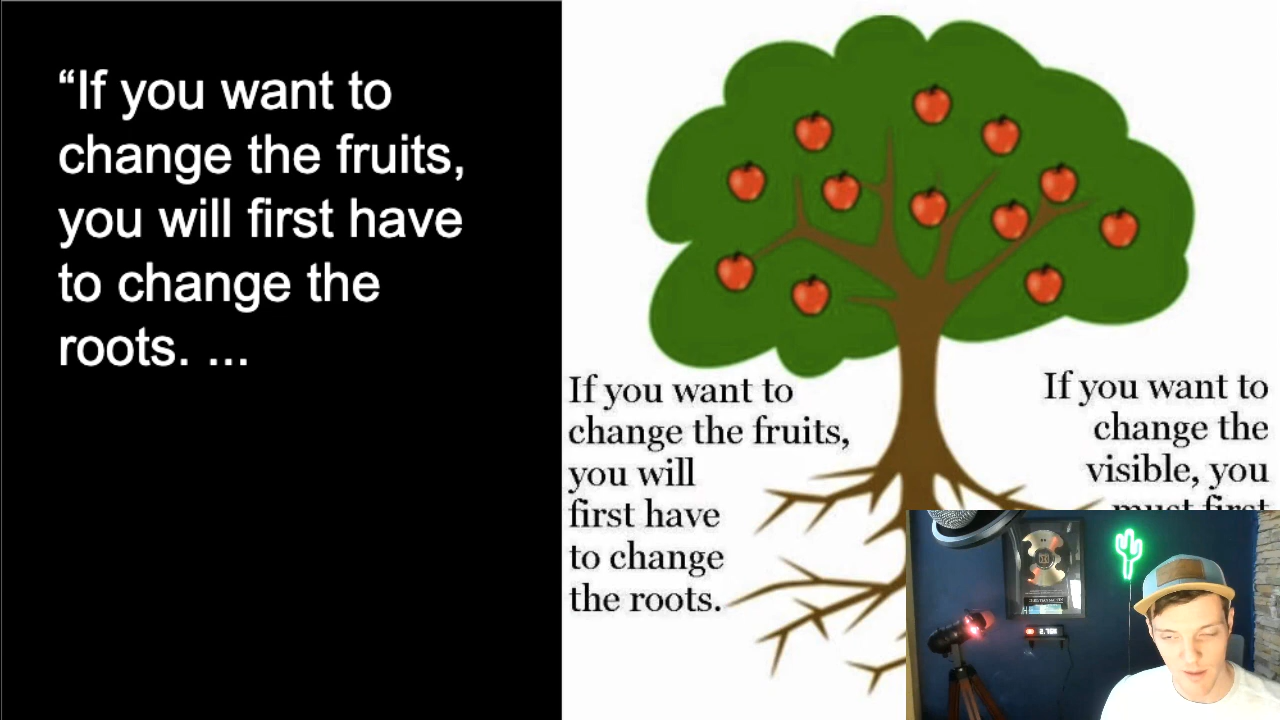 “If you want to
change the fruits,
you will first have
to change the
roots. ...
If you want to
change the fruits,
you will
first have
to change
the roots.
If you want to
change the
visible, you
must first